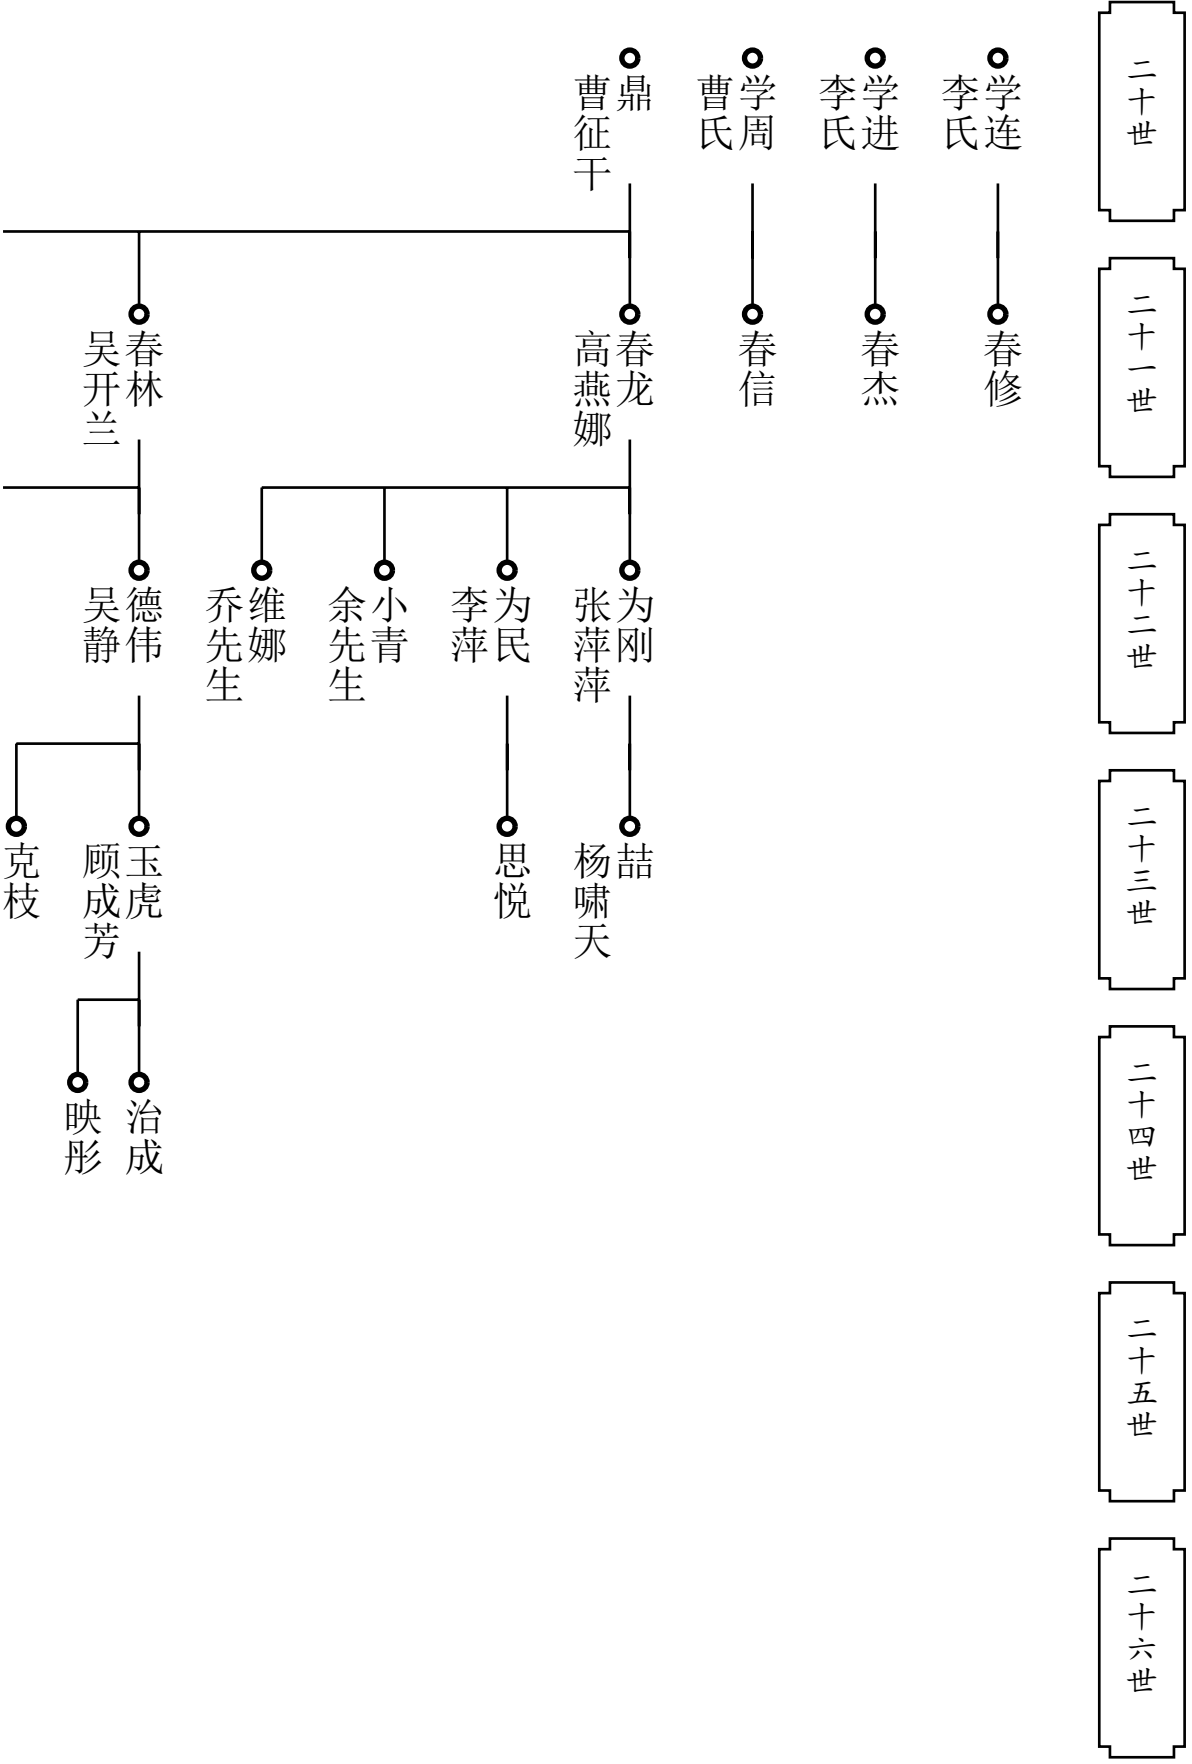 二十世
学连
李氏
学进
李氏
学周
曹氏
鼎
曹征干
二十一世
春修
春杰
春信
春龙
高燕娜
春林
吴开兰
二十二世
为刚
张萍萍
为民
李萍
小青
余先生
维娜
乔先生
德伟
吴静
二十三世
喆
杨啸天
思悦
玉虎
顾成芳
克枝
二十四世
治成
映彤
二十五世
二十六世